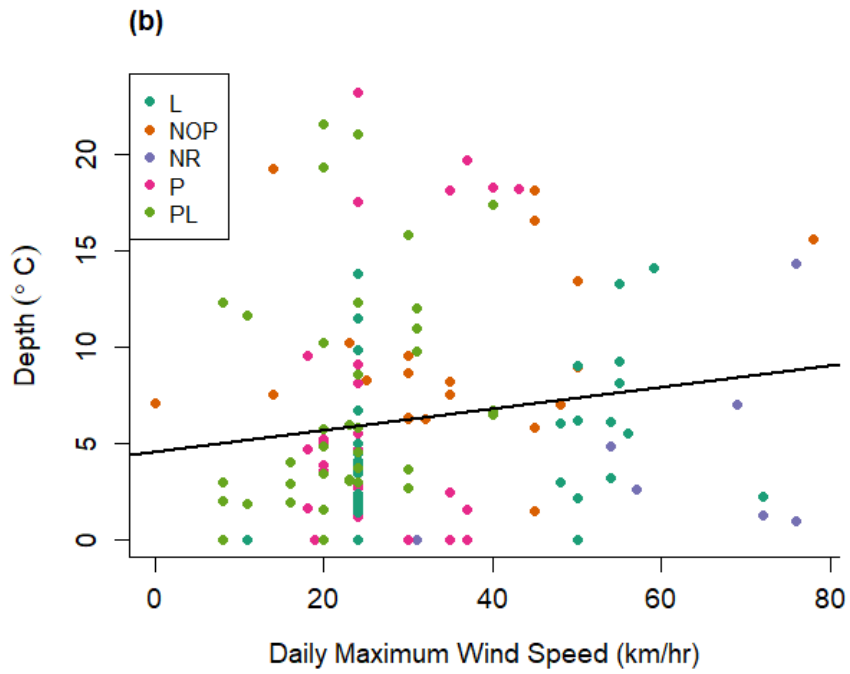 (b)
L
NOP
NR
P
PL
20
15
10
5
0
Depth (° C)
0 20 40 60 80
Daily Maximum Wind Speed (km/hr)